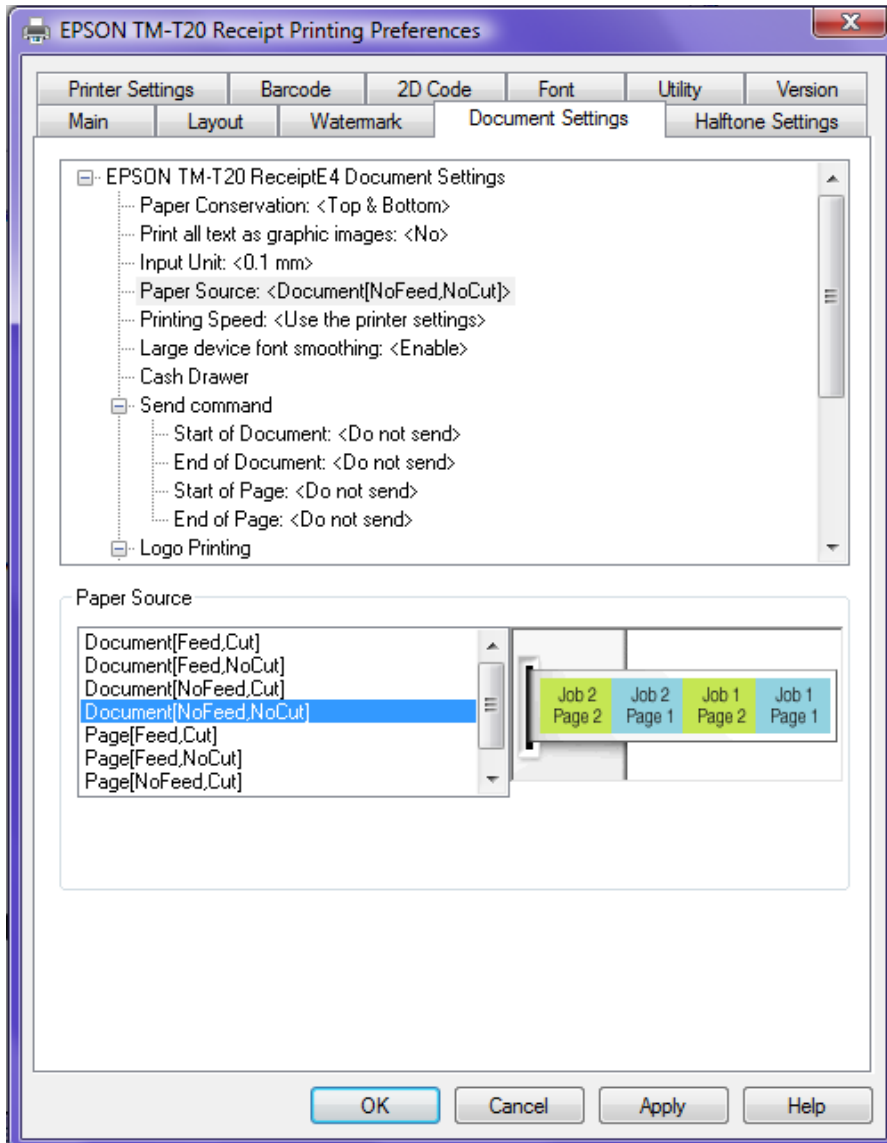 EPSON TM-T20 Receipt Printing Preferences
Printer Settings Barcode 2D Code Font Utility Version
Main Layout Watermark Document Settings Halftone Settings
EPSON TM-T20 ReceiptE4 Document Settings
Paper Conservation: <Top & Bottom>
Print all text as graphic images: <No>
Input Unit: <0.1 mm>
Paper Source: <Document[NoFeed,NoCut]>
Printing Speed: <Use the printer settings>
Large device font smoothing: <Enable>
Cash Drawer
Send command
Start of Document: <Do not send>
End of Document: <Do not send>
Start of Page: <Do not send>
End of Page: <Do not send>
Logo Printing
Paper Source
Document[Feed,Cut]
Document[Feed,NoCut]
Document[NoFeed,Cut]
Document[NoFeed,NoCut]
Page[Feed,Cut]
Page[Feed,NoCut]
Page[NoFeed,Cut]
Job 2 Job 2 Job 1 Job 1
Page 2 Page 1 Page 2 Page 1
OK Cancel Apply Help